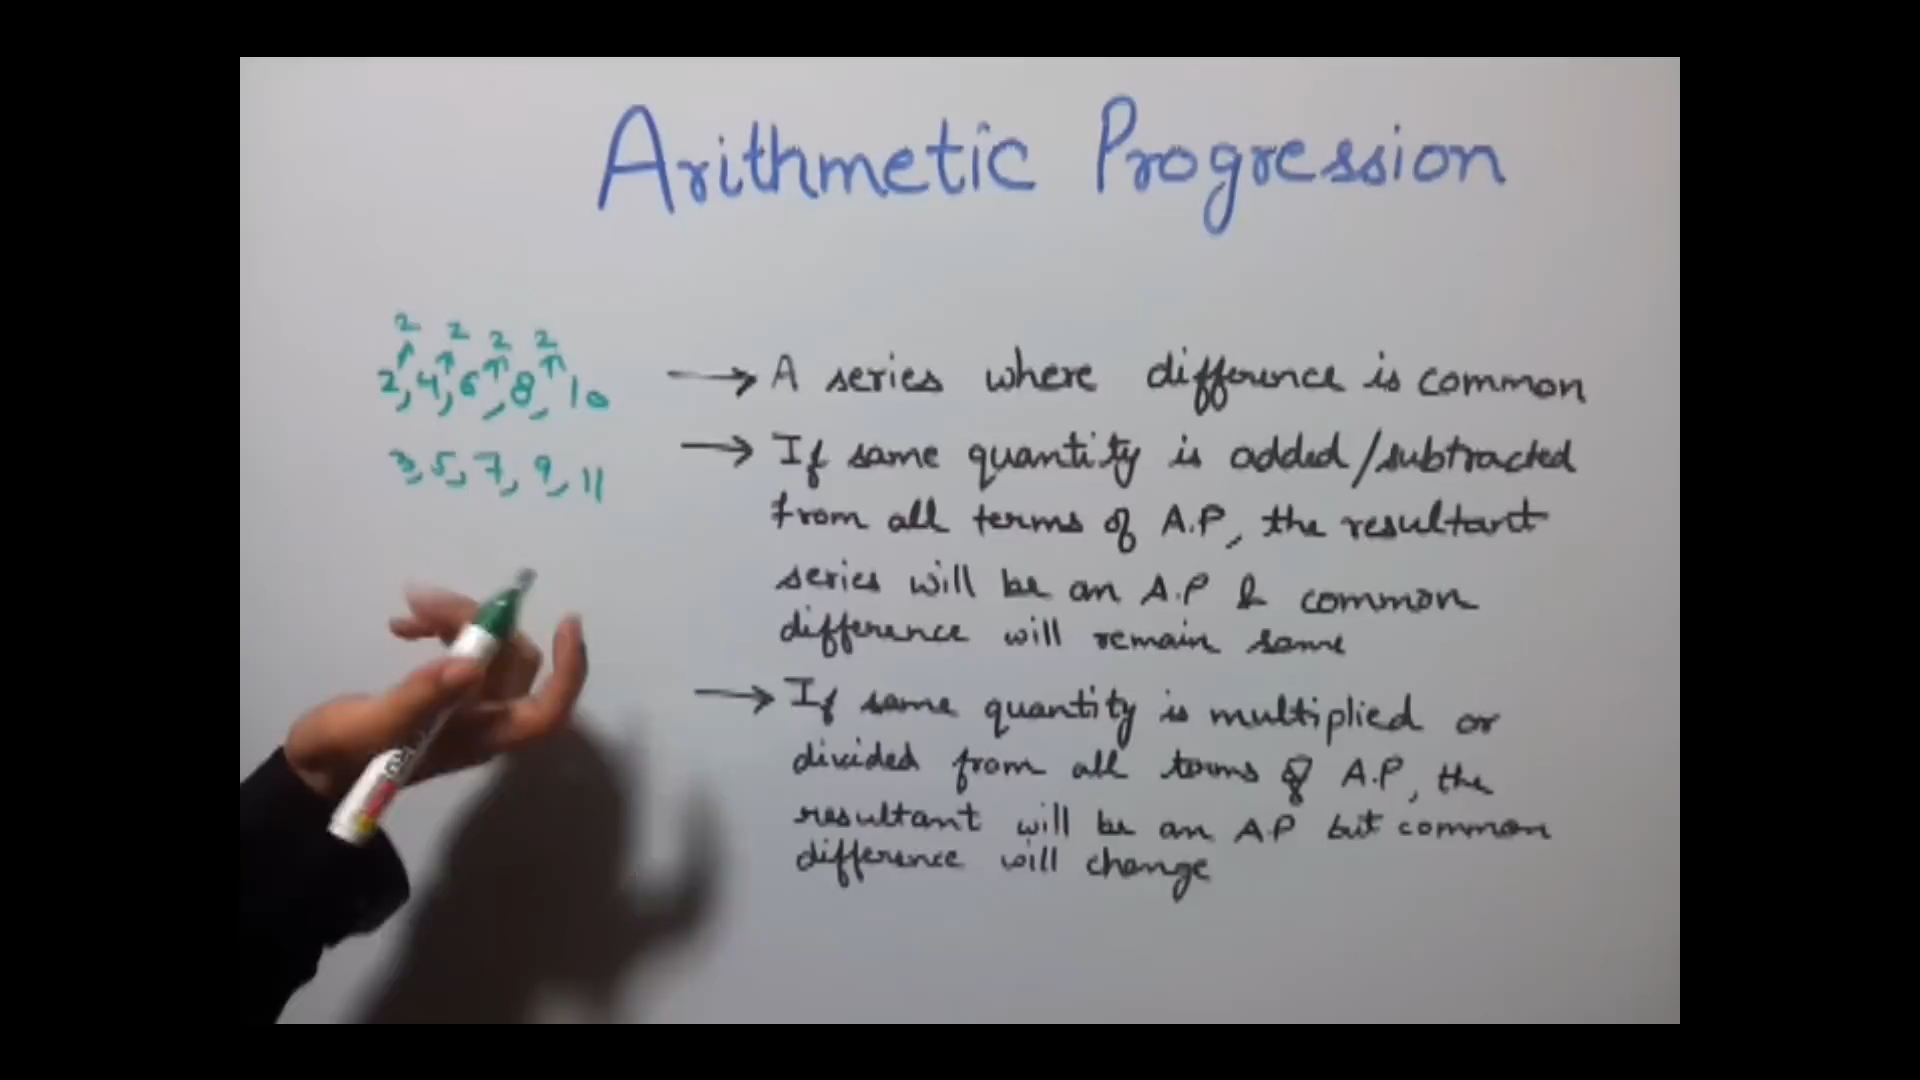 Arithmetic Progression
2 2 2 2
2, 4, 6, 8, 10
3, 5, 7, 9, 11
→ A series where difference is common
→ If same quantity is added/subtracted
from all terms of A.P, the resultant
series will be an A.P & common
difference will remain same
→ If same quantity is multiplied or
divided from all terms of A.P, the
resultant will be an A.P but common
difference will change